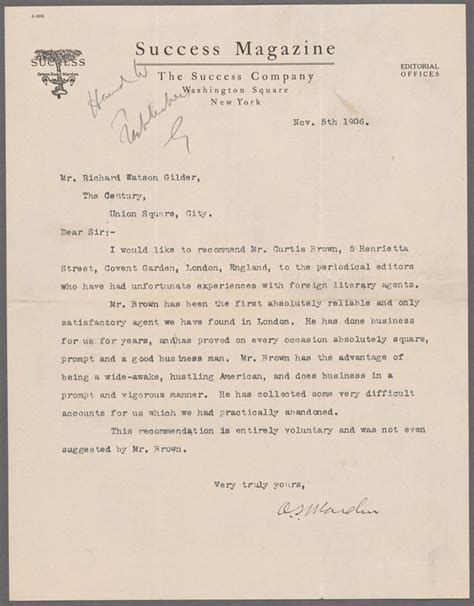 Success Magazine
SUCCESS
Orison Swett Marden
The Success Company
Washington Square
New York
EDITORIAL
OFFICES
Nov. 5th 1906.
Mr. Richard Watson Gilder,
The Century,
Union Square, City.
Dear Sir:-
I would like to recommend Mr. Curtis Brown, 5 Henrietta
Street, Covent Garden, London, England, to the periodical editors
who have had unfortunate experiences with foreign literary agents.
Mr. Brown has been the first absolutely reliable and only
satisfactory agent we have found in London. He has done business
for us for years, andhas proved on every occasion absolutely square,
prompt and a good business man. Mr. Brown has the advantage of
being a wide-awake, hustling American, and does business in a
prompt and vigorous manner. He has collected some very difficult
accounts for us which we had practically abandoned.
This recommendation is entirely voluntary and was not even
suggested by Mr. Brown.
Very truly yours,
O.S. Marden